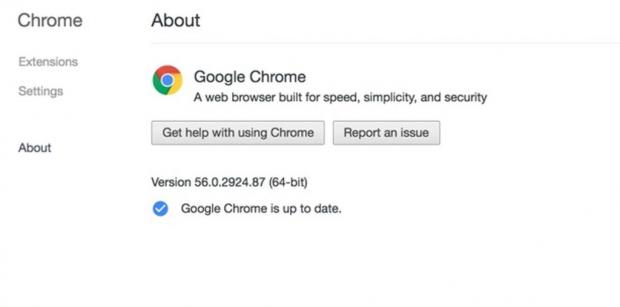 Chrome
About
Extensions
Settings
About
Google Chrome
A web browser built for speed, simplicity, and security
Get help with using Chrome
Report an issue
Version 56.0.2924.87 (64-bit)
Google Chrome is up to date.